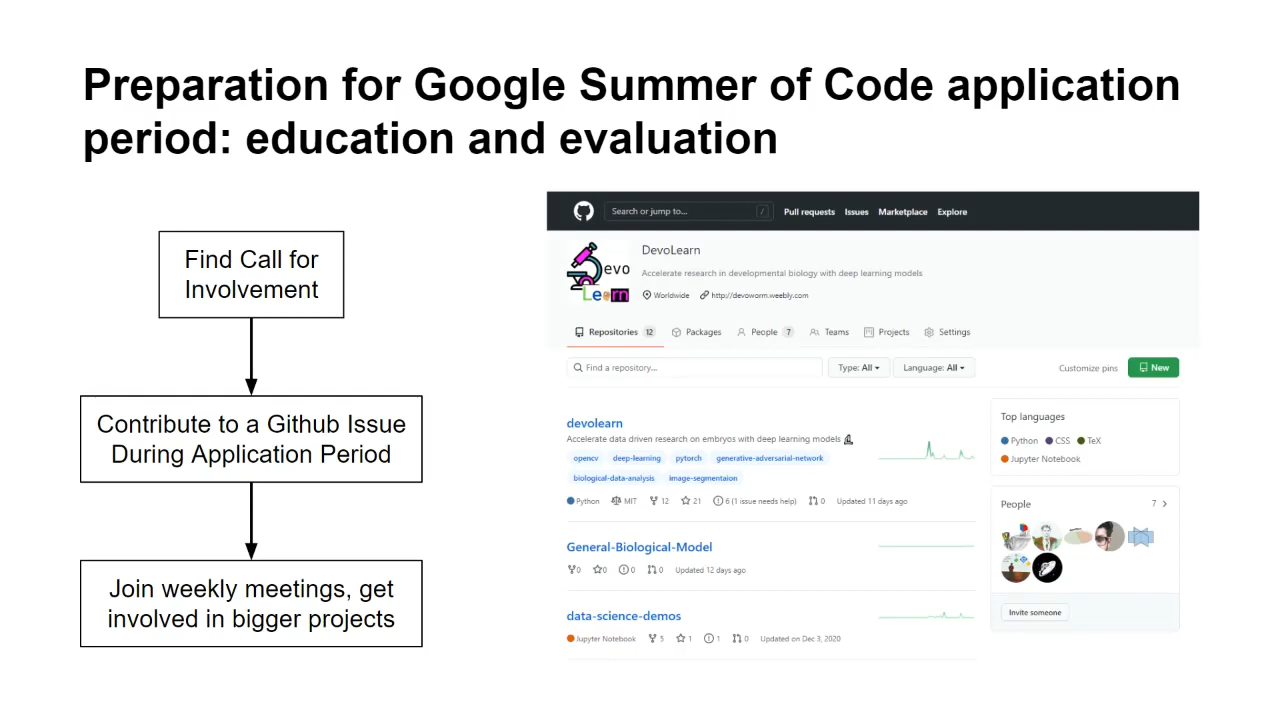 Preparation for Google Summer of Code application
period: education and evaluation
Find Call for
Involvement
Contribute to a Github Issue
During Application Period
Join weekly meetings, get
involved in bigger projects
Search or jump to... /
Pull requests Issues Marketplace Explore
evo
Learn
DevoLearn
Accelerate research in developmental biology with deep learning models
Worldwide http://devoworm.weebly.com
Repositories 12 Packages People 7 Teams Projects Settings
Find a repository... Type: All Language: All Customize pins New
devolearn
Accelerate data driven research on embryos with deep learning models
opencv deep-learning pytorch generative-adversarial-network
biological-data-analysis image-segmentaion
Python MIT 12 21 6 (1 issue needs help) 0 Updated 11 days ago
General-Biological-Model
0 0 0 0 Updated 12 days ago
data-science-demos
Jupyter Notebook 5 1 1 0 Updated on Dec 3, 2020
Top languages
Python CSS TeX
Jupyter Notebook
People 7
Invite someone